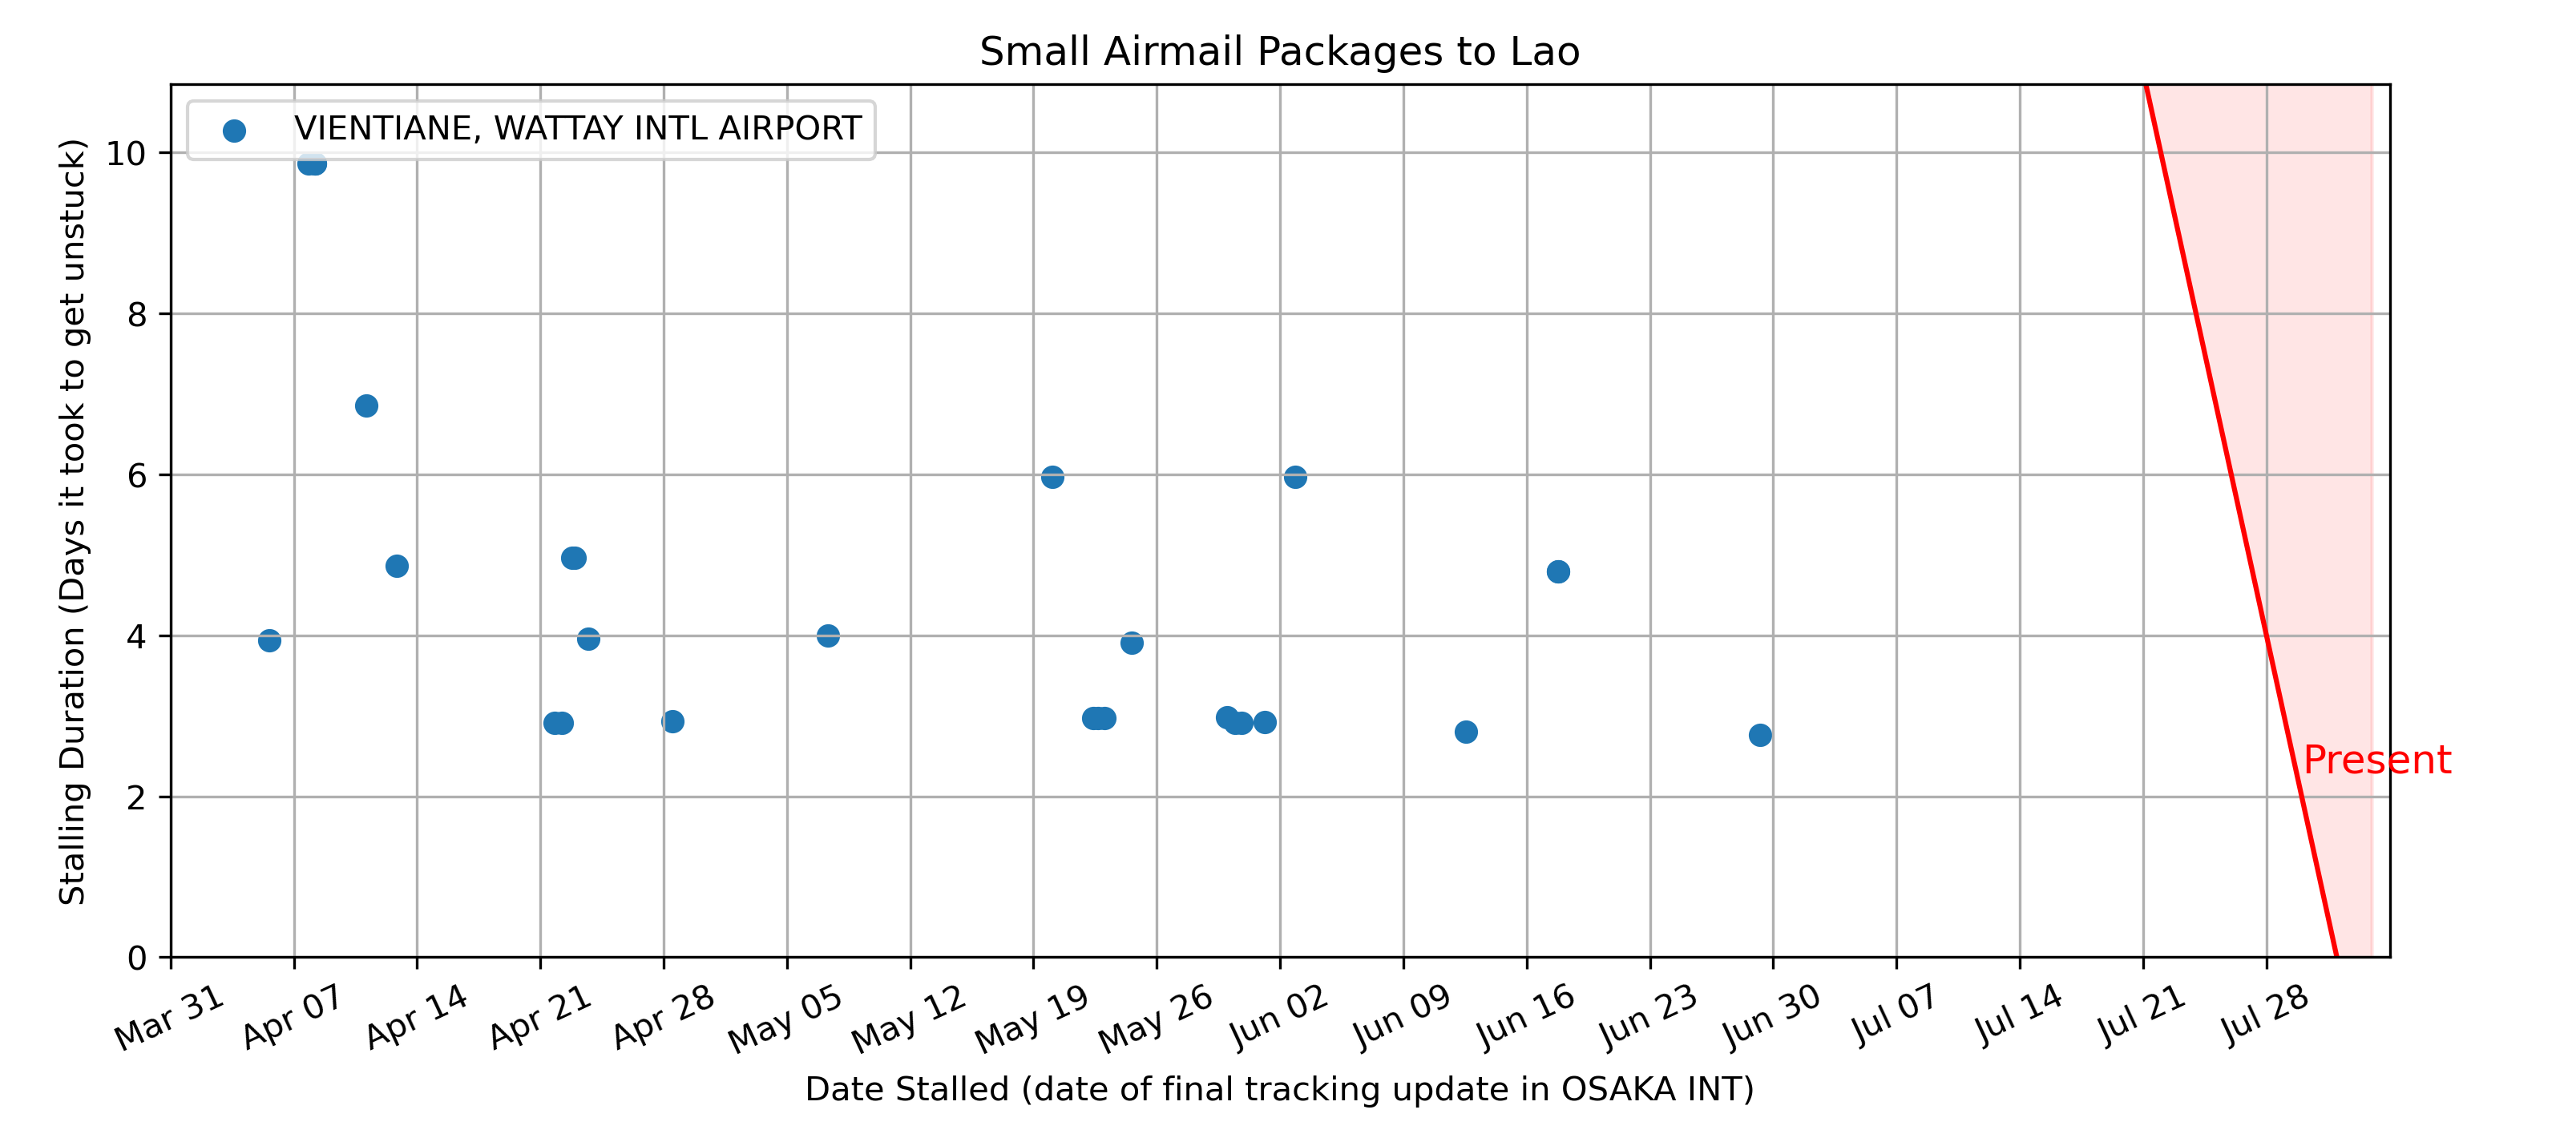 Small Airmail Packages to Lao
VIENTIANE, WATTAY INTL AIRPORT
Stalling Duration (Days it took to get unstuck)
10
8
6
4
2
0
Present
Mar 31 Apr 07 Apr 14 Apr 21 Apr 28 May 05 May 12 May 19 May 26 Jun 02 Jun 09 Jun 16 Jun 23 Jun 30 Jul 07 Jul 14 Jul 21 Jul 28
Date Stalled (date of final tracking update in OSAKA INT)